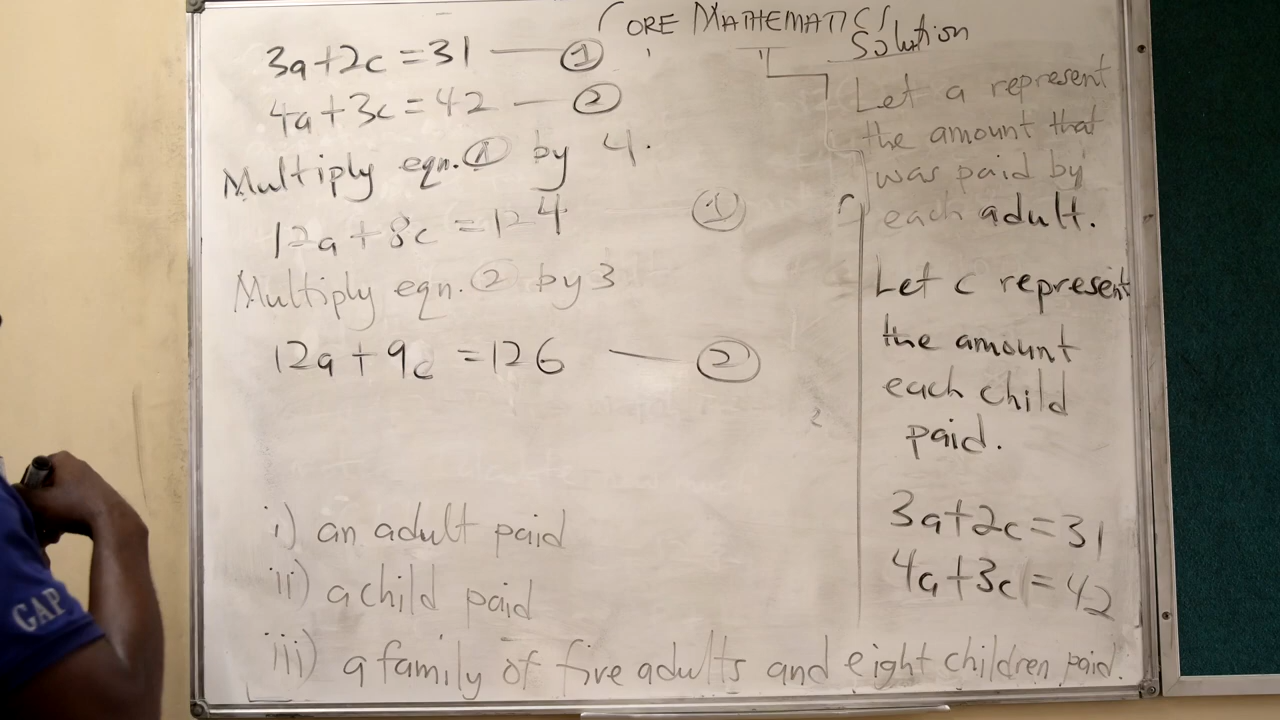 CORE MATHEMATICS
3a+2c=31 — ①
4a+3c=42 — ②
Multiply eqn.① by 4.
12a+8c=124 ①
Multiply eqn.② by 3
12a+9c=126 — ②
i) an adult paid
ii) a child paid
iii) a family of five adults and eight children paid.
Solution
Let a represent
the amount that
was paid by
each adult.
Let c represent
the amount
each child
paid.
3a+2c=31
4a+3c=42
GAP